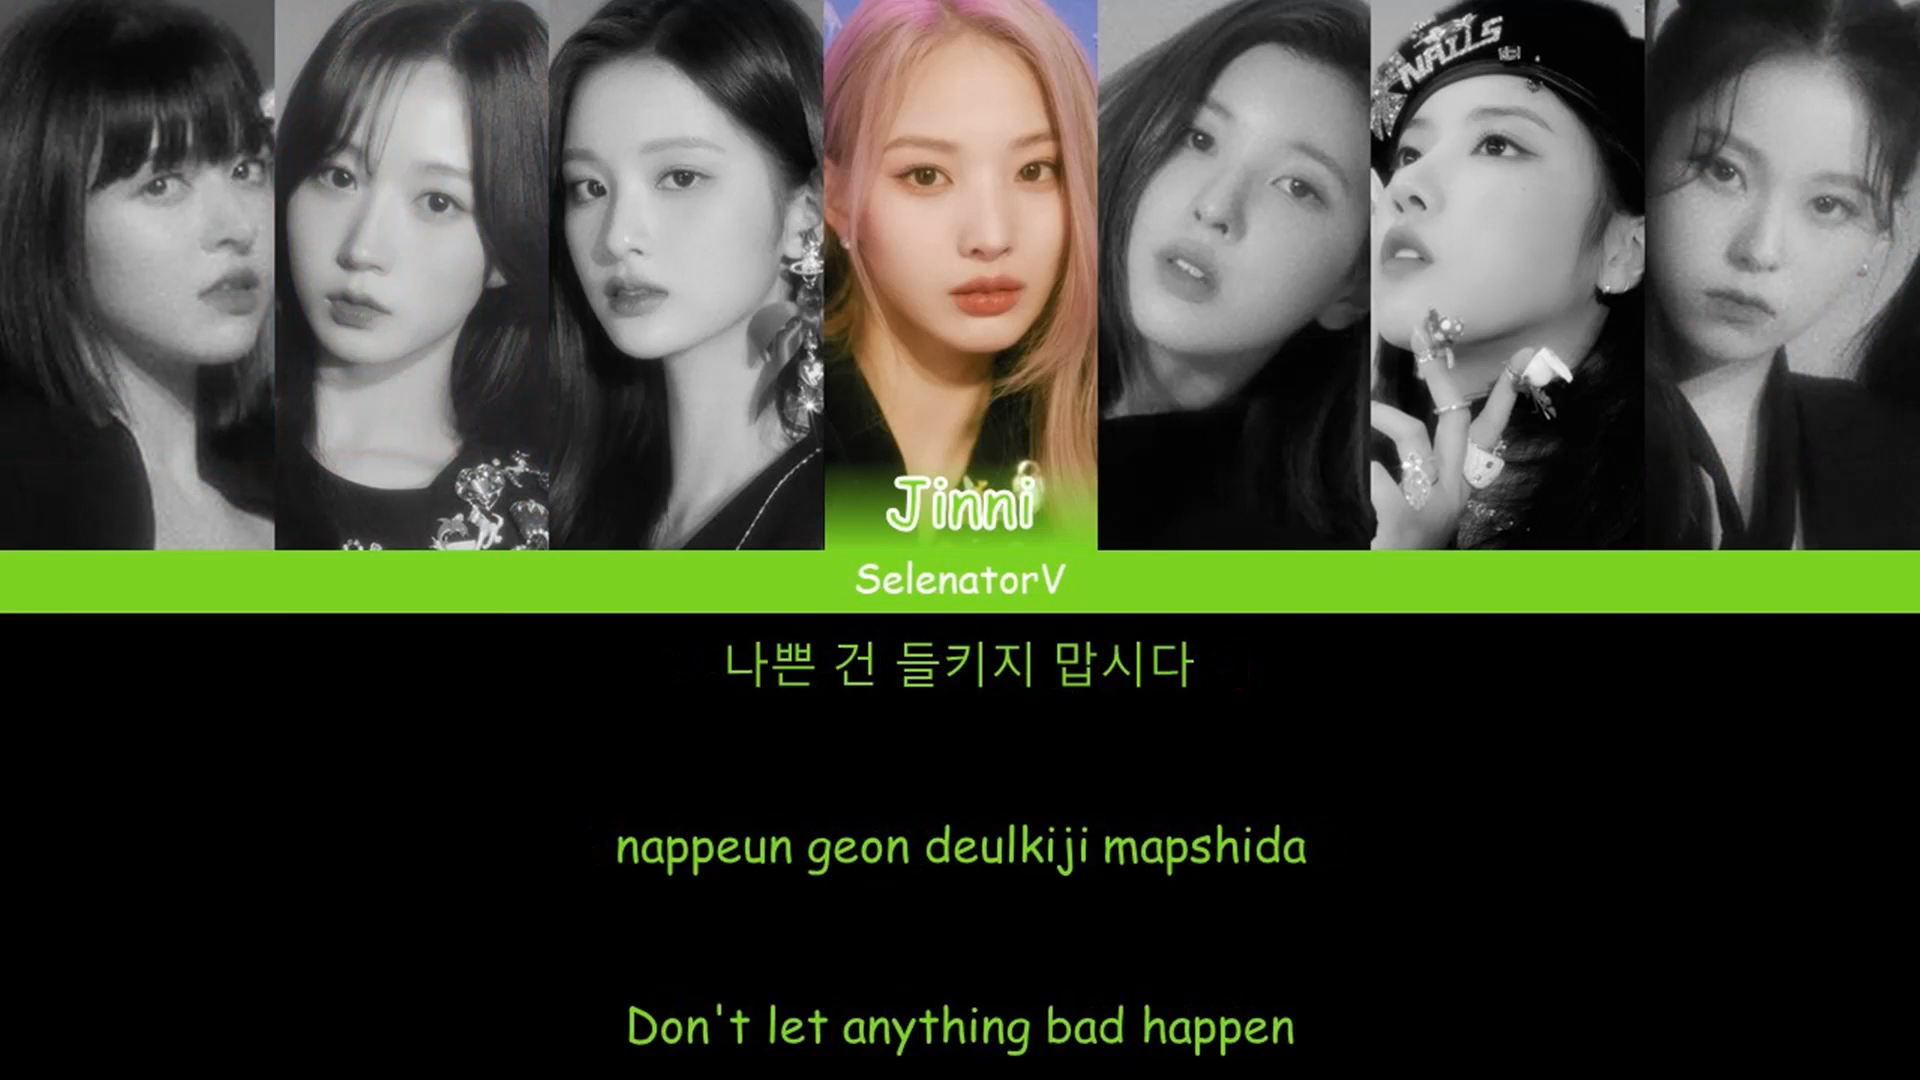 NAILS
Jinni
SelenatorV
나쁜 건 들키지 맙시다
nappeun geon deulkiji mapshida
Don't let anything bad happen